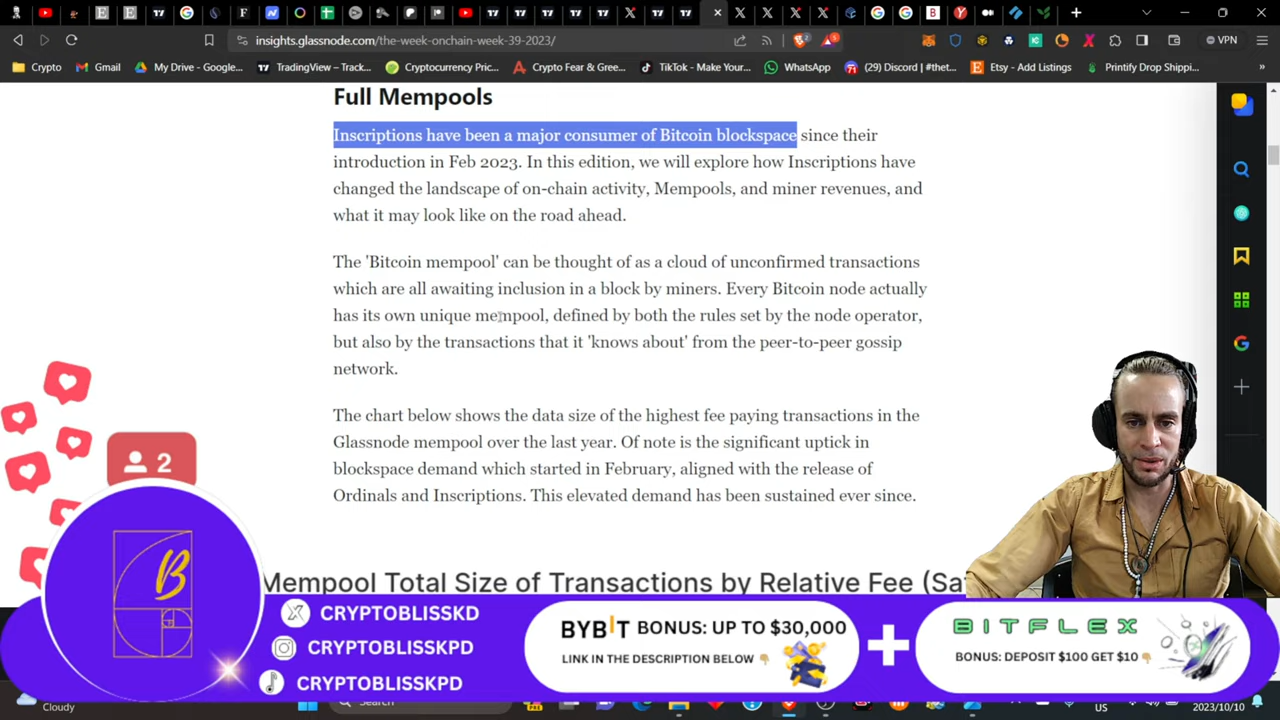 insights.glassnode.com/the-week-onchain-week-39-2023/
VPN
Crypto
Gmail
My Drive - Google...
TradingView – Track...
Cryptocurrency Pric...
Crypto Fear & Gree...
TikTok - Make Your...
WhatsApp
(29) Discord | #thet...
Etsy - Add Listings
Printify Drop Shippi...
Full Mempools
Inscriptions have been a major consumer of Bitcoin blockspace since their
introduction in Feb 2023. In this edition, we will explore how Inscriptions have
changed the landscape of on-chain activity, Mempools, and miner revenues, and
what it may look like on the road ahead.
The 'Bitcoin mempool' can be thought of as a cloud of unconfirmed transactions
which are all awaiting inclusion in a block by miners. Every Bitcoin node actually
has its own unique mempool, defined by both the rules set by the node operator,
but also by the transactions that it 'knows about' from the peer-to-peer gossip
network.
The chart below shows the data size of the highest fee paying transactions in the
Glassnode mempool over the last year. Of note is the significant uptick in
blockspace demand which started in February, aligned with the release of
Ordinals and Inscriptions. This elevated demand has been sustained ever since.
2
B
Mempool Total Size of Transactions by Relative Fee (Sa
CRYPTOBLISSKD
CRYPTOBLISSKPD
CRYPTOBLISSKPD
BYBIT BONUS: UP TO $30,000
LINK IN THE DESCRIPTION BELOW
BITFLEX
BONUS: DEPOSIT $100 GET $10
Cloudy
Search
US
2023/10/10